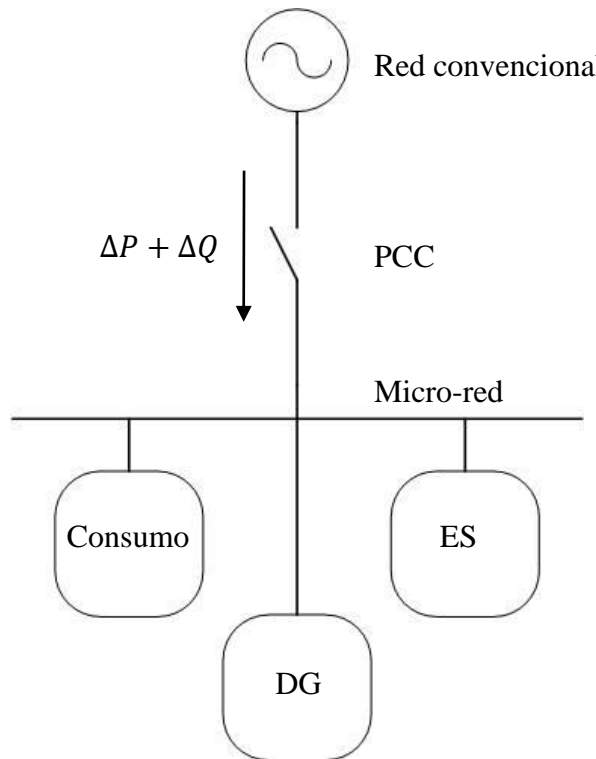 Red convencional
Δ𝑃 + Δ𝑄
PCC
Micro-red
Consumo
ES
DG